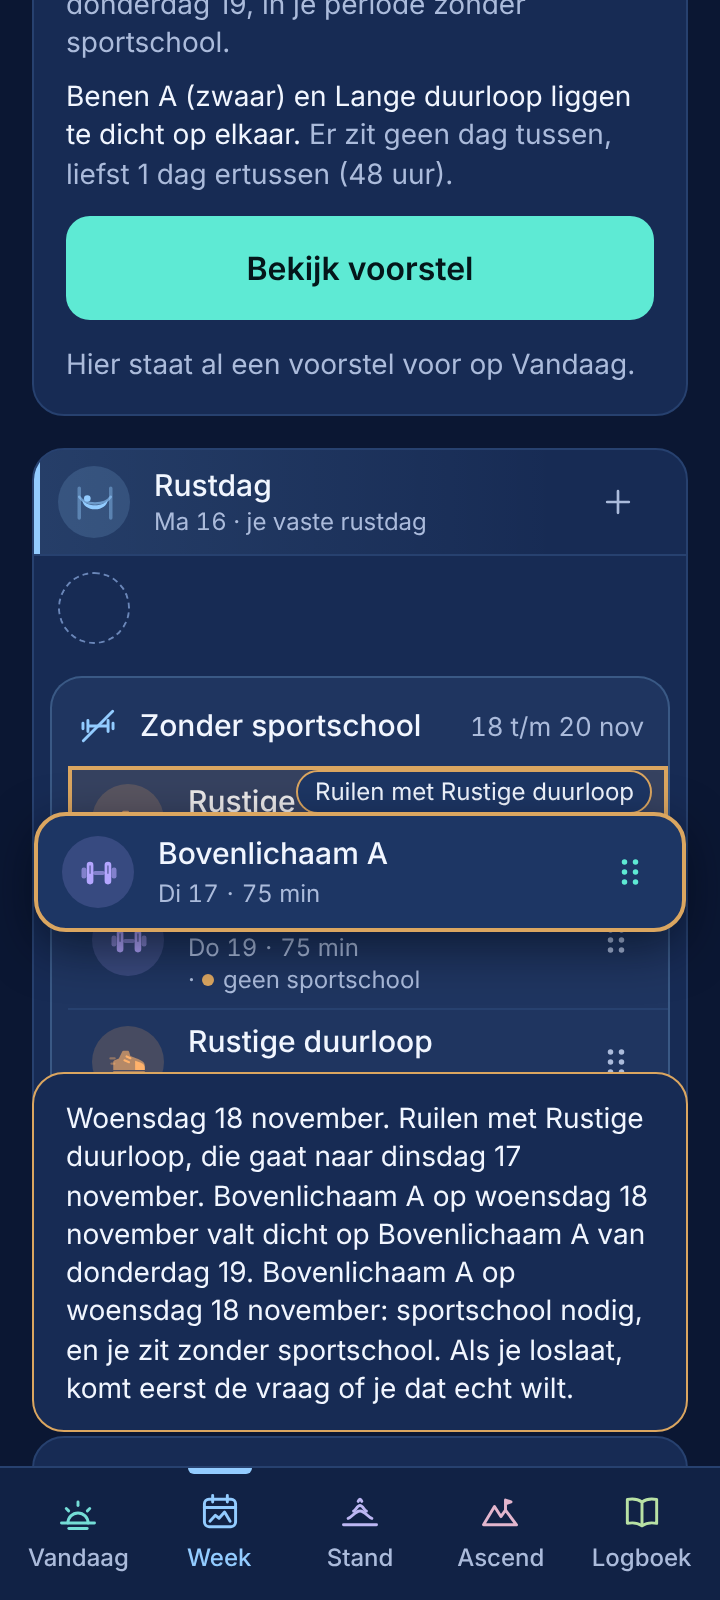 donderdag 19, in je periode zonder
sportschool.
Benen A (zwaar) en Lange duurloop liggen
te dicht op elkaar. Er zit geen dag tussen,
liefst 1 dag ertussen (48 uur).
Bekijk voorstel
Hier staat al een voorstel voor op Vandaag.
Rustdag
Ma 16 · je vaste rustdag
Zonder sportschool
18 t/m 20 nov
Rustige
Ruilen met Rustige duurloop
Bovenlichaam A
Di 17 · 75 min
Do 19 · 75 min
· geen sportschool
Rustige duurloop
Woensdag 18 november. Ruilen met Rustige
duurloop, die gaat naar dinsdag 17
november. Bovenlichaam A op woensdag 18
november valt dicht op Bovenlichaam A van
donderdag 19. Bovenlichaam A op
woensdag 18 november: sportschool nodig,
en je zit zonder sportschool. Als je loslaat,
komt eerst de vraag of je dat echt wilt.
Vandaag
Week
Stand
Ascend
Logboek